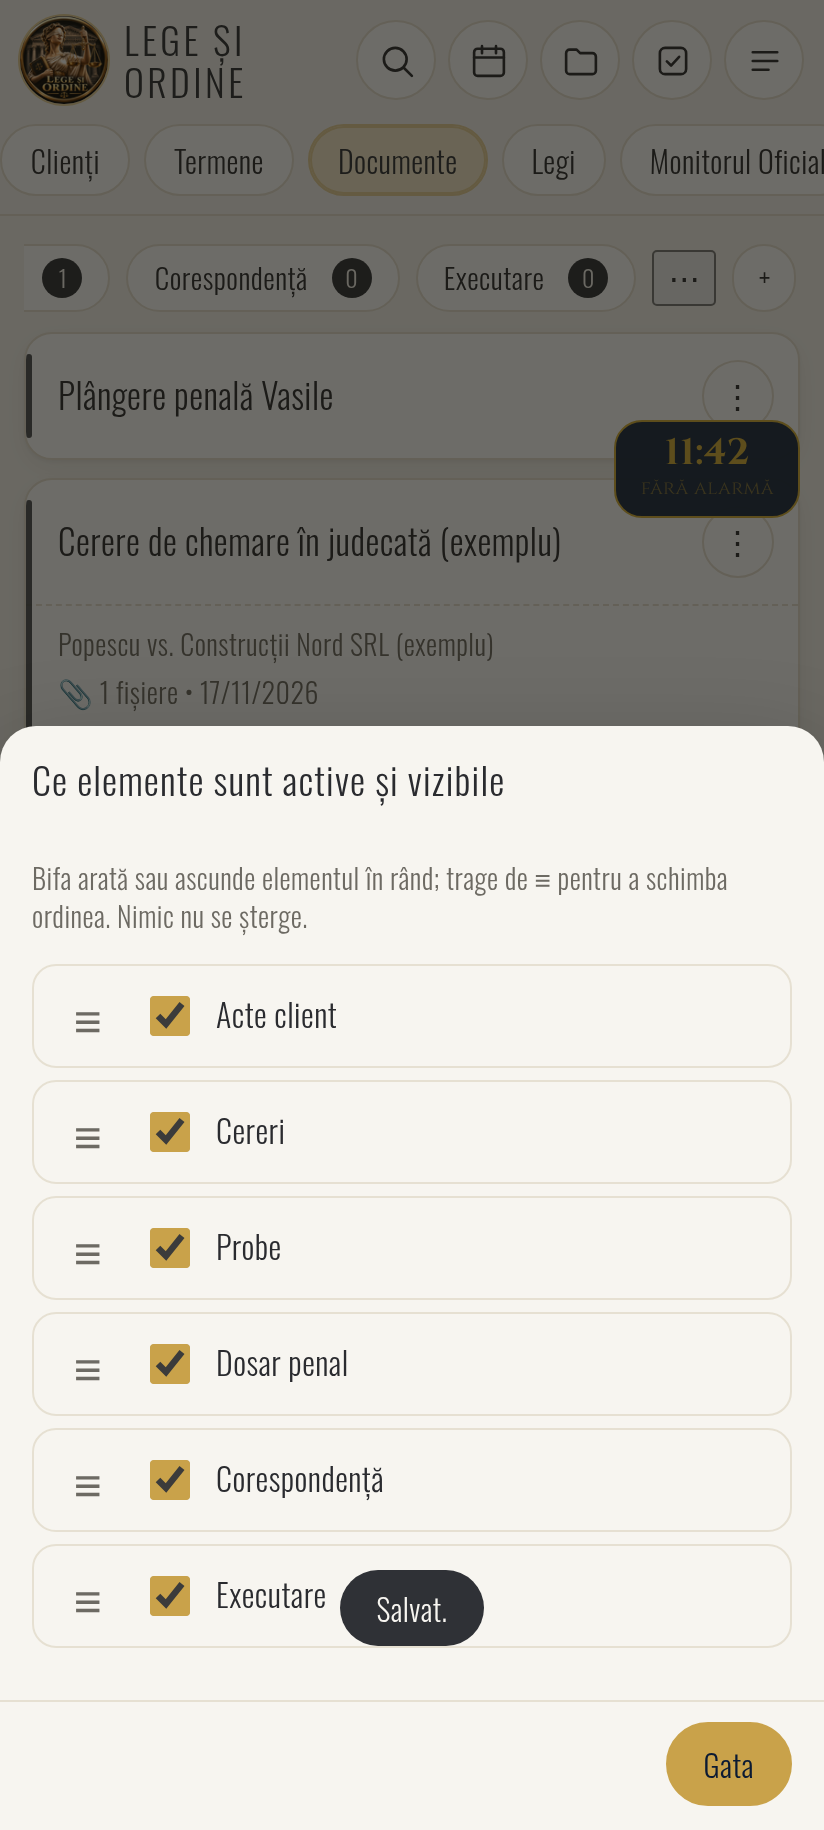 LEGE ȘI
ORDINE
LEGE ȘI
ORDINE
Clienți Termene Documente Legi Monitorul Oficial
1 Corespondență 0 Executare 0 ... +
Plângere penală Vasile
11:42
FĂRĂ ALARMĂ
Cerere de chemare în judecată (exemplu)
Popescu vs. Construcții Nord SRL (exemplu)
📎 1 fișiere • 17/11/2026
Ce elemente sunt active și vizibile
Bifa arată sau ascunde elementul în rând; trage de ≡ pentru a schimba
ordinea. Nimic nu se șterge.
Acte client
Cereri
Probe
Dosar penal
Corespondență
Executare
Salvat.
Gata